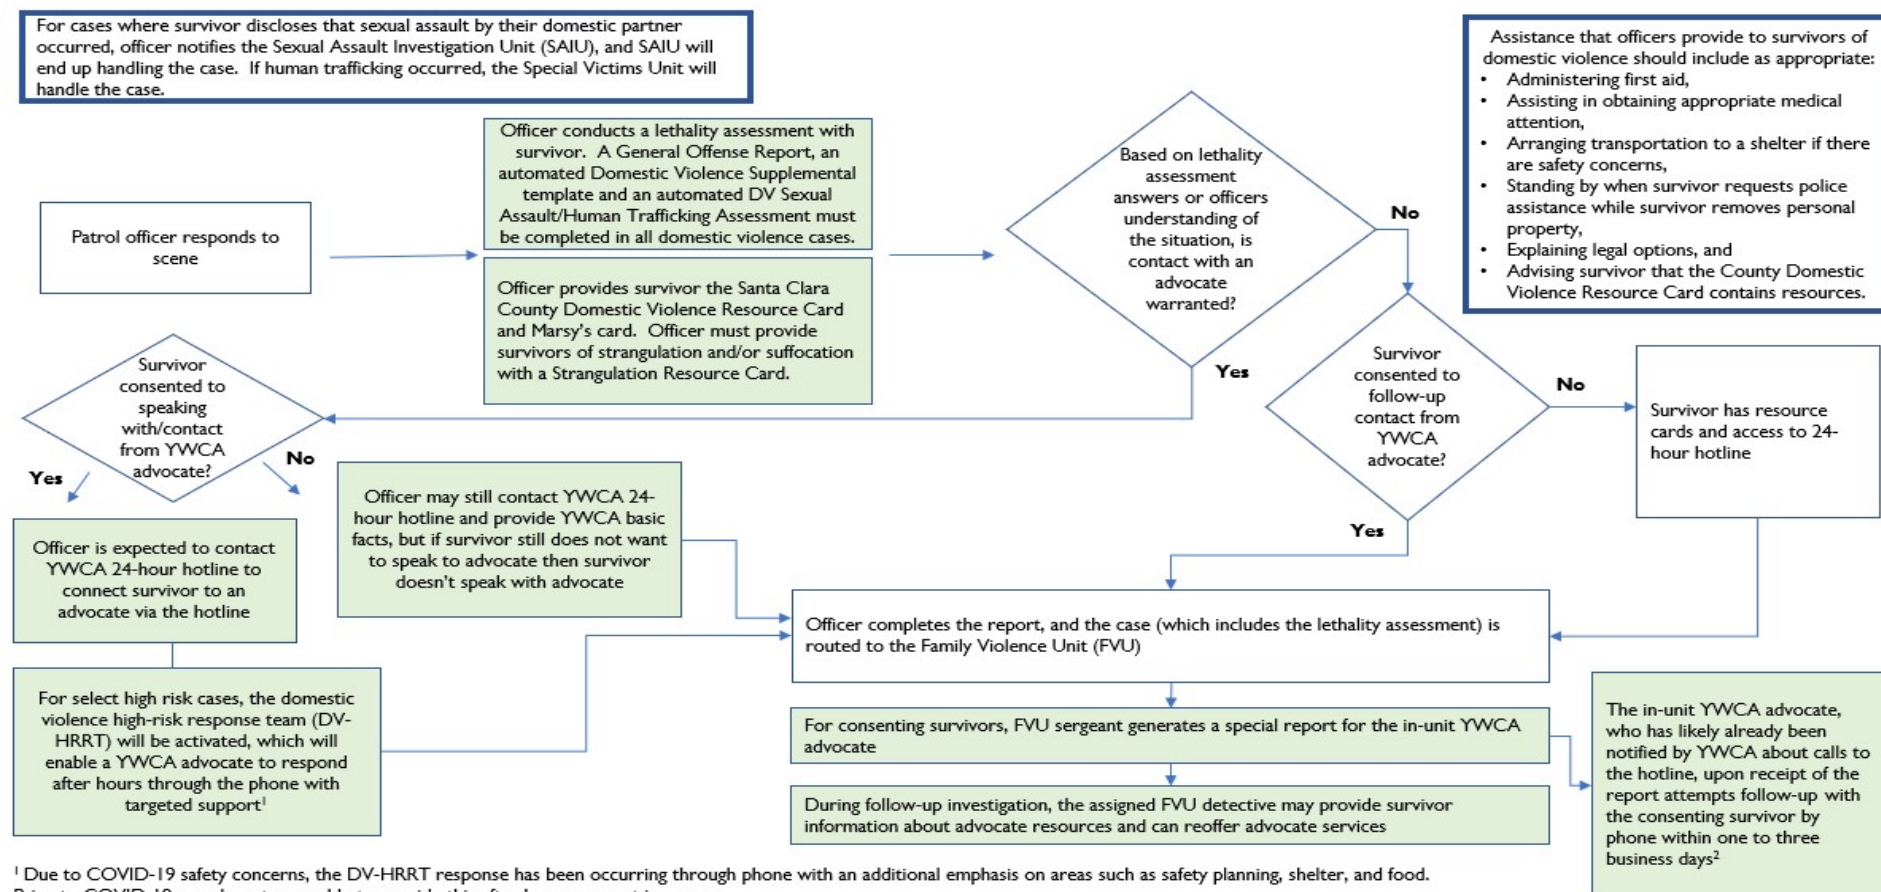 For cases where survivor discloses that sexual assault by their domestic partner
occurred, officer notifies the Sexual Assault Investigation Unit (SAIU), and SAIU will
end up handling the case.  If human trafficking occurred, the Special Victims Unit will
handle the case.
Assistance that officers provide to survivors of
domestic violence should include as appropriate:
• Administering first aid,
• Assisting in obtaining appropriate medical
attention,
• Arranging transportation to a shelter if there
are safety concerns,
• Standing by when survivor requests police
assistance while survivor removes personal
property,
• Explaining legal options, and
• Advising survivor that the County Domestic
Violence Resource Card contains resources.
Patrol officer responds to
scene
Officer conducts a lethality assessment with
survivor.  A General Offense Report, an
automated Domestic Violence Supplemental
template and an automated DV Sexual
Assault/Human Trafficking Assessment must
be completed in all domestic violence cases.
Officer provides survivor the Santa Clara
County Domestic Violence Resource Card
and Marsy's card.  Officer must provide
survivors of strangulation and/or suffocation
with a Strangulation Resource Card.
Based on lethality
assessment
answers or officers
understanding of
the situation, is
contact with an
advocate
warranted?
No
Yes
Survivor
consented to
follow-up
contact from
YWCA
advocate?
No
Yes
Survivor has resource
cards and access to 24-
hour hotline
Survivor
consented to
speaking
with/contact
from YWCA
advocate?
Yes
No
Officer is expected to contact
YWCA 24-hour hotline to
connect survivor to an
advocate via the hotline
Officer may still contact YWCA 24-
hour hotline and provide YWCA basic
facts, but if survivor still does not want
to speak to advocate then survivor
doesn't speak with advocate
For select high risk cases, the domestic
violence high-risk response team (DV-
HRRT) will be activated, which will
enable a YWCA advocate to respond
after hours through the phone with
targeted support¹
Officer completes the report, and the case (which includes the lethality assessment) is
routed to the Family Violence Unit (FVU)
For consenting survivors, FVU sergeant generates a special report for the in-unit YWCA
advocate
During follow-up investigation, the assigned FVU detective may provide survivor
information about advocate resources and can reoffer advocate services
The in-unit YWCA advocate,
who has likely already been
notified by YWCA about calls to
the hotline, upon receipt of the
report attempts follow-up with
the consenting survivor by
phone within one to three
business days²
¹ Due to COVID-19 safety concerns, the DV-HRRT response has been occurring through phone with an additional emphasis on areas such as safety planning, shelter, and food.